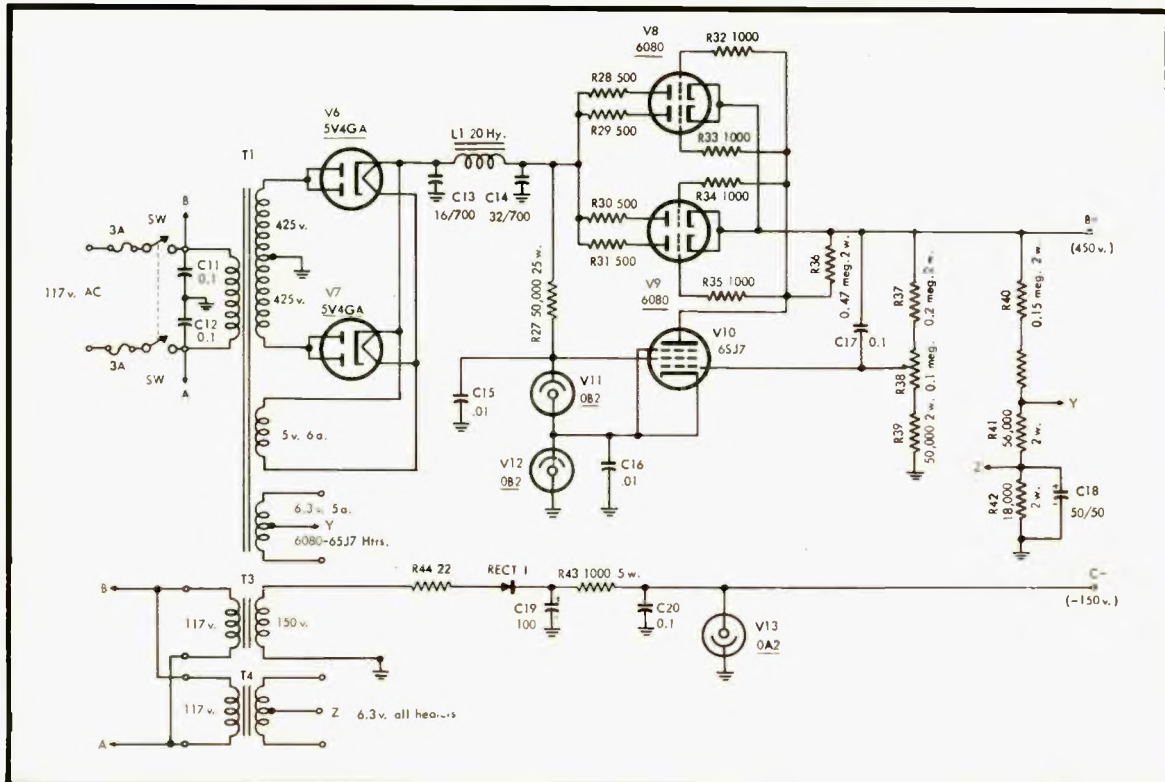 R32 1000
V8
6080
R28 500
R29 500
R33 1000
V6
5V4GA
L1 20 Hy.
C13
16/700
C14
32/700
R34 1000
R30 500
R31 500
R35 1000
V9
6080
T1
B
3A
SW
C11
0.1
117 v. AC
C12
0.1
3A
SW
A
425 v.
425 v.
V7
5V4GA
R27 50,000 25 w.
R36
0.47 meg. 2 w.
C17
0.1
R37
0.2 meg. 2 w.
R38
0.1 meg.
R39
50,000 2 w.
(450 v.)
R40
0.15 meg. 2 w.
Y
R41
56,000
2 w.
Z
R42
18,000
2 w.
C18
50/50
V10
6SJ7
C15
.01
V11
0B2
V12
0B2
C16
.01
5 v. 6 a.
6.3 v. 5 a.
Y
6080-6SJ7 Htrs.
T3
B
117 v.
150 v.
R44 22
RECT 1
R43 1000 5 w.
C19
100
C20
0.1
V13
0A2
C-
(-150 v.)
T4
117 v.
Z
6.3 v. all heaters
A